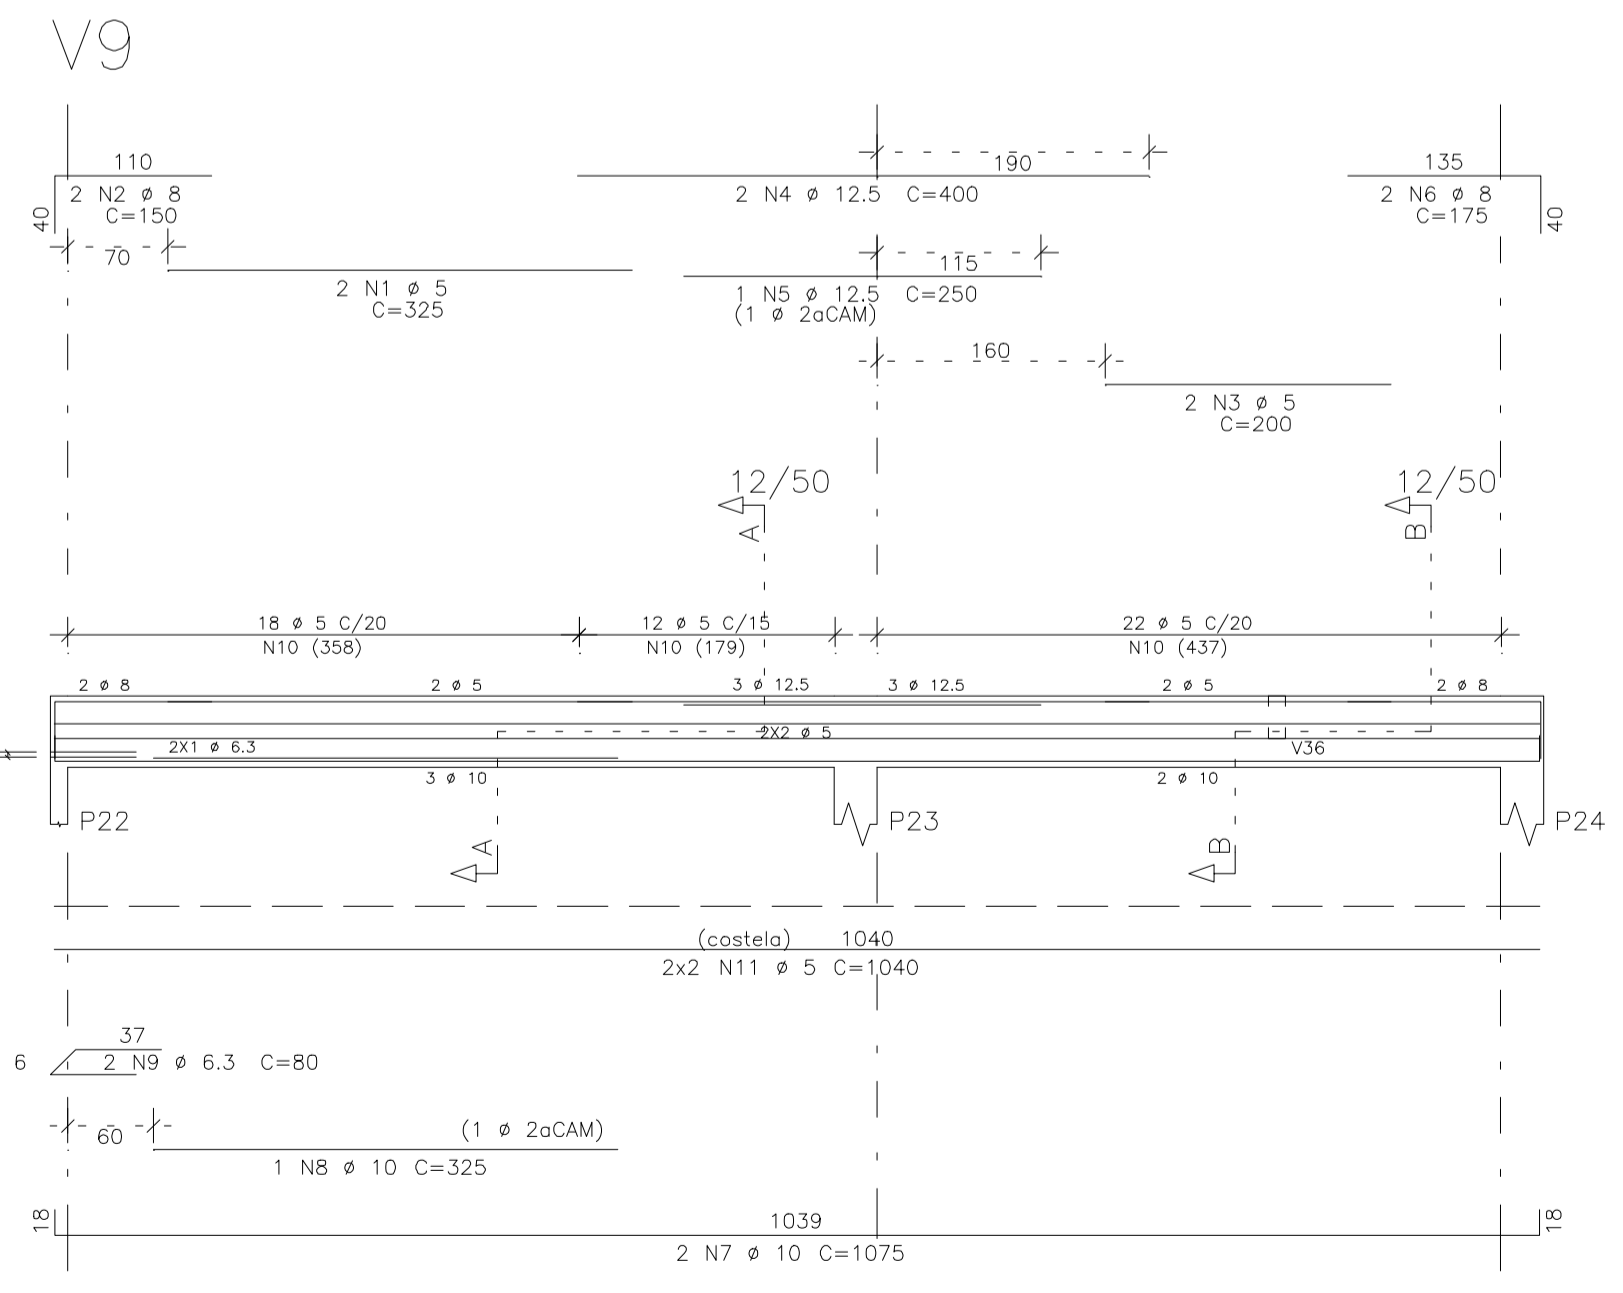 V9
110
2 N2 ø 8
C=150
40
70
2 N1 ø 5
C=325
190
2 N4 ø 12.5 C=400
115
1 N5 ø 12.5 C=250
(1 ø 2aCAM)
135
2 N6 ø 8
C=175
40
160
2 N3 ø 5
C=200
12/50
A
12/50
B
18 ø 5 C/20
N10 (358)
12 ø 5 C/15
N10 (179)
22 ø 5 C/20
N10 (437)
2 ø 8
2 ø 5
3 ø 12.5
3 ø 12.5
2 ø 5
2 ø 8
2X1 ø 6.3
2X2 ø 5
V36
3 ø 10
2 ø 10
P22
P23
P24
A
B
(costela) 1040
2x2 N11 ø 5 C=1040
37
6
2 N9 ø 6.3 C=80
60
(1 ø 2aCAM)
1 N8 ø 10 C=325
18
1039
18
2 N7 ø 10 C=1075